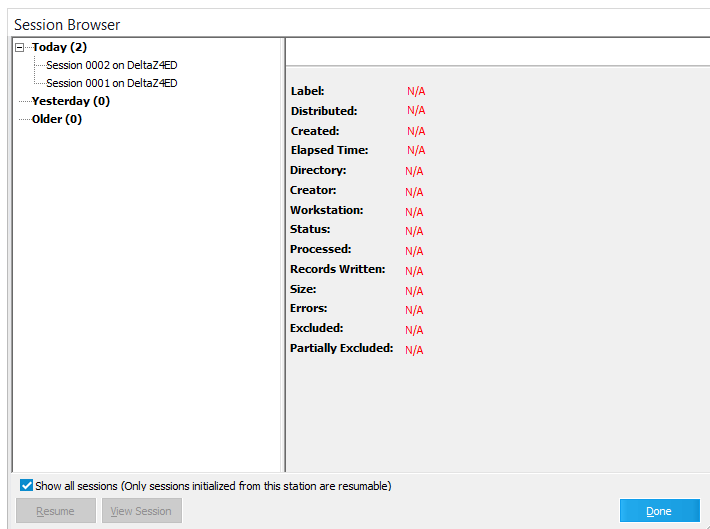 Session Browser
Today (2)
Session 0002 on DeltaZ4ED
Session 0001 on DeltaZ4ED
Yesterday (0)
Older (0)
Label: N/A
Distributed: N/A
Created: N/A
Elapsed Time: N/A
Directory: N/A
Creator: N/A
Workstation: N/A
Status: N/A
Processed: N/A
Records Written: N/A
Size: N/A
Errors: N/A
Excluded: N/A
Partially Excluded: N/A
Show all sessions (Only sessions initialized from this station are resumable)
Resume View Session Done